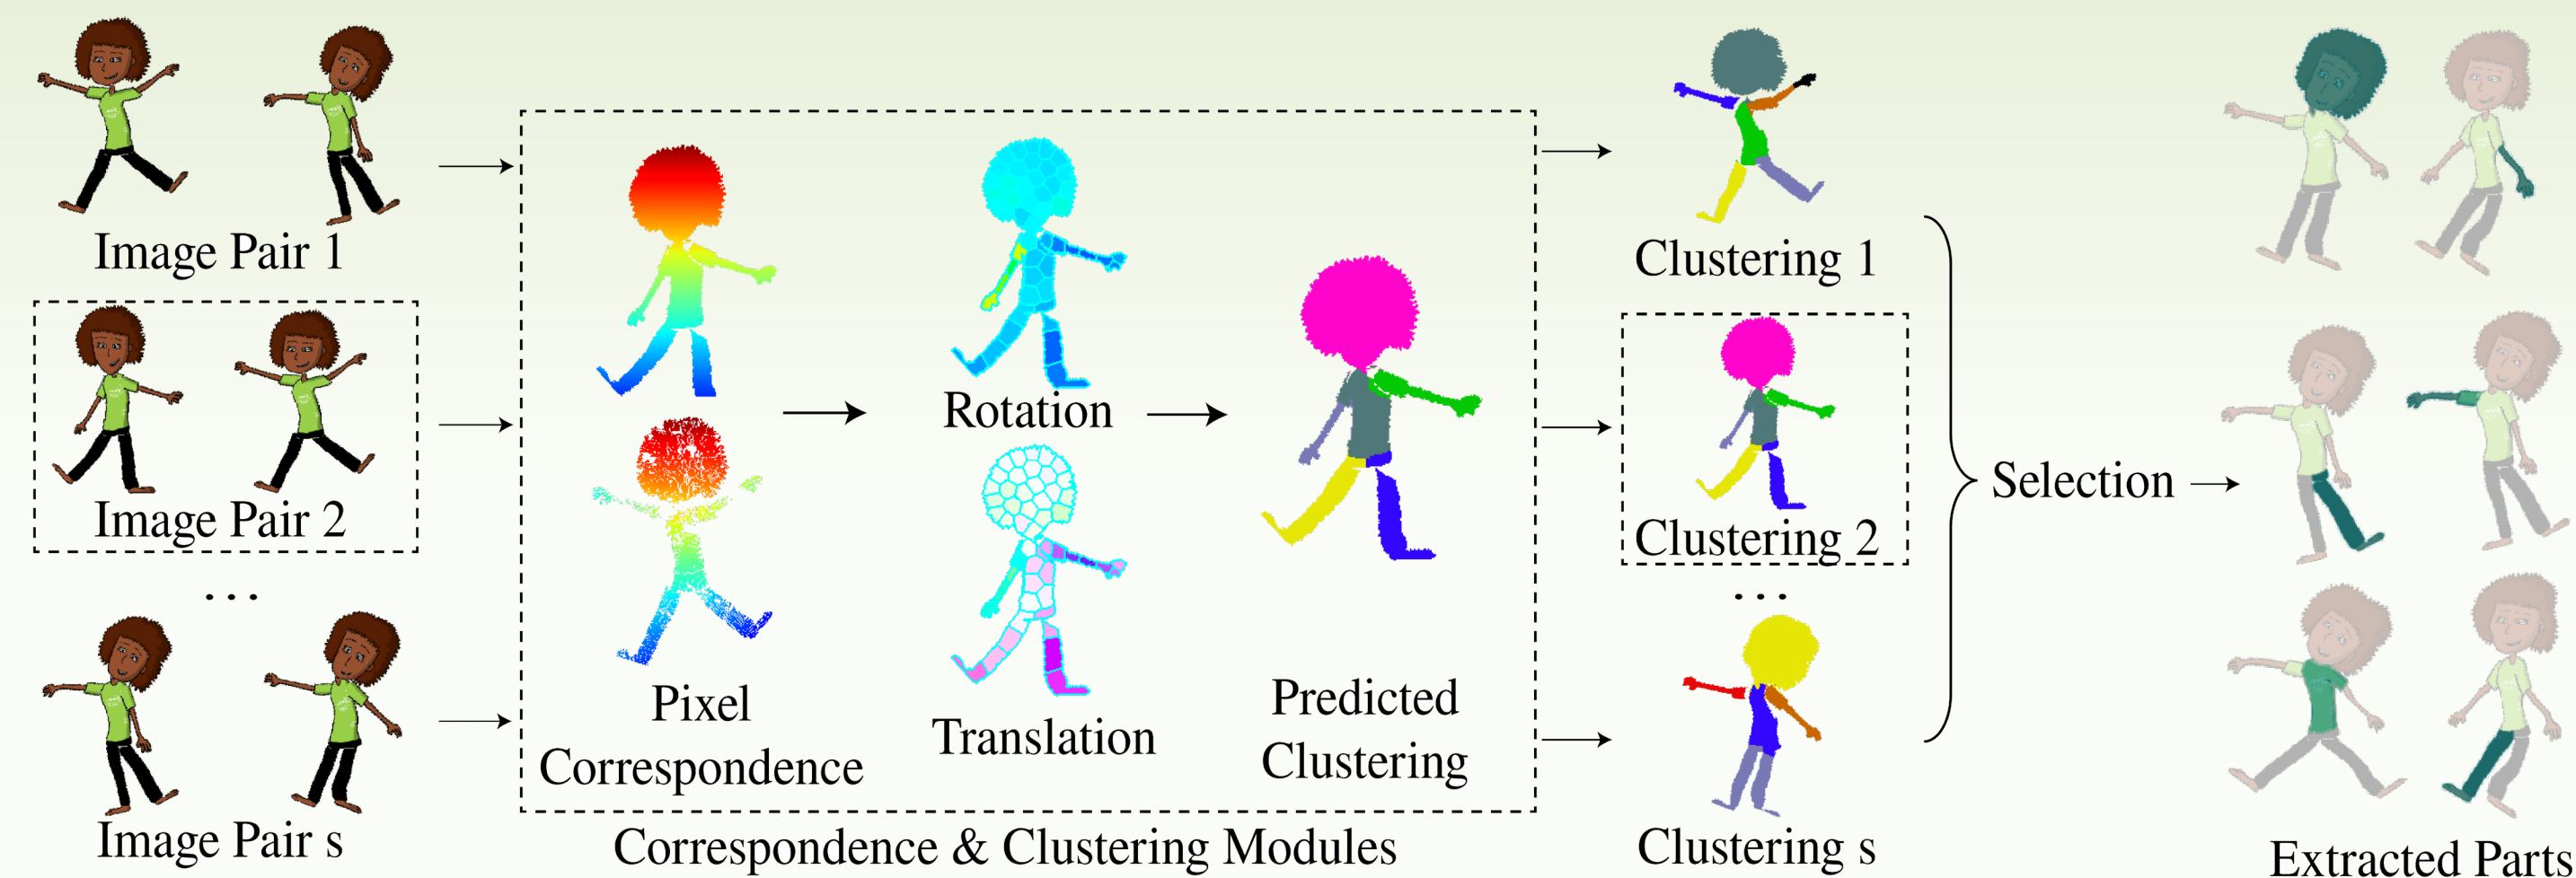 Image Pair 1
Image Pair 2
...
Image Pair s
Pixel
Correspondence
Rotation
Translation
Predicted
Clustering
Correspondence & Clustering Modules
Clustering 1
Clustering 2
...
Clustering s
Selection
Extracted Parts